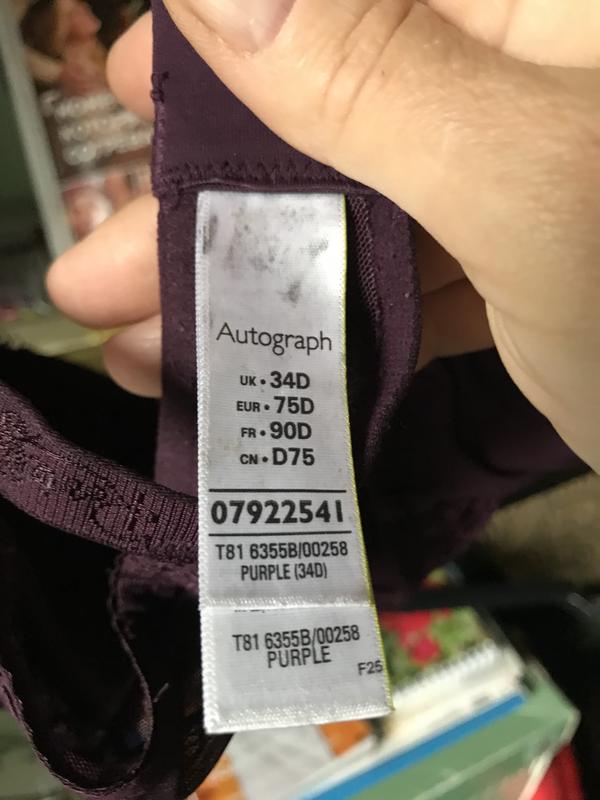 Autograph
UK • 34D
EUR • 75D
FR • 90D
CN • D75
07922541
T81 6355B/00258
PURPLE (34D)
T81 6355B/00258
PURPLE
F25